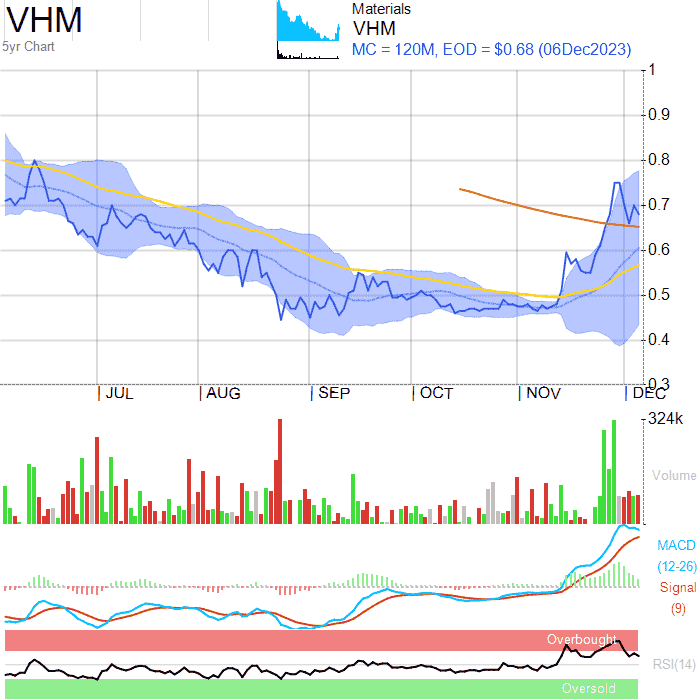 VHM
5yr Chart
Materials
VHM
MC = 120M, EOD = $0.68 (06Dec2023)
1
0.9
0.8
0.7
0.6
0.5
0.4
0.3
JUL AUG SEP OCT NOV DEC
324k
Volume
MACD
(12-26)
Signal
(9)
Overbought
RSI(14)
Oversold